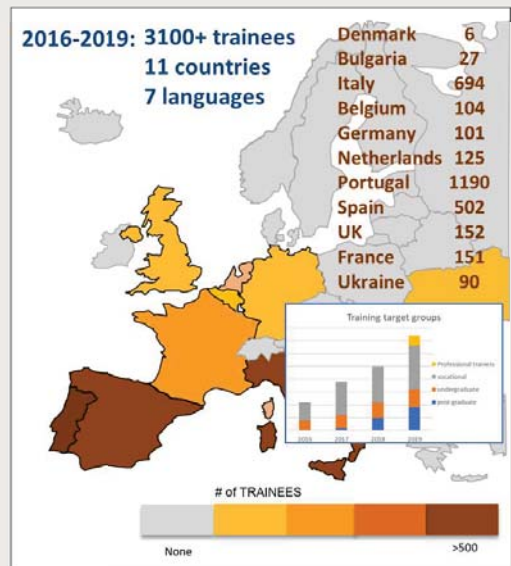 2016-2019: 3100+ trainees
11 countries
7 languages
Denmark 6
Bulgaria 27
Italy 694
Belgium 104
Germany 101
Netherlands 125
Portugal 1190
Spain 502
UK 152
France 151
Ukraine 90
Training target groups
Professional trainers
vocational
undergraduate
post-graduate
2016 2017 2018 2019
# of TRAINEES
None >500